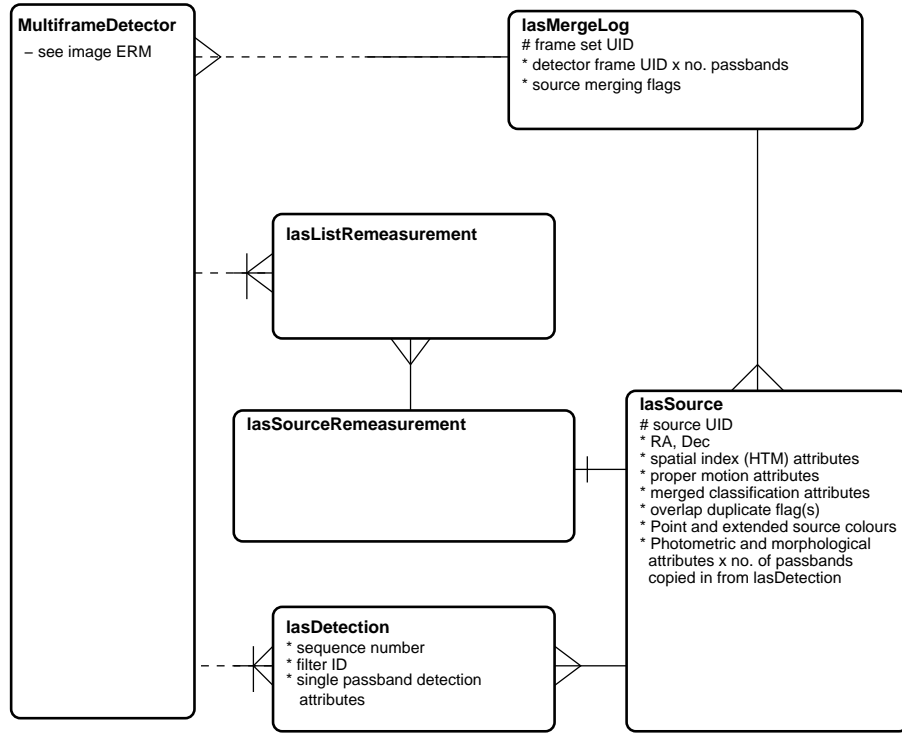 MultiframeDetector
– see image ERM
lasMergeLog
# frame set UID
* detector frame UID x no. passbands
* source merging flags
lasListRemeasurement
lasSourceRemeasurement
lasSource
# source UID
* RA, Dec
* spatial index (HTM) attributes
* proper motion attributes
* merged classification attributes
* overlap duplicate flag(s)
* Point and extended source colours
* Photometric and morphological
attributes x no. of passbands
copied in from lasDetection
lasDetection
* sequence number
* filter ID
* single passband detection
attributes